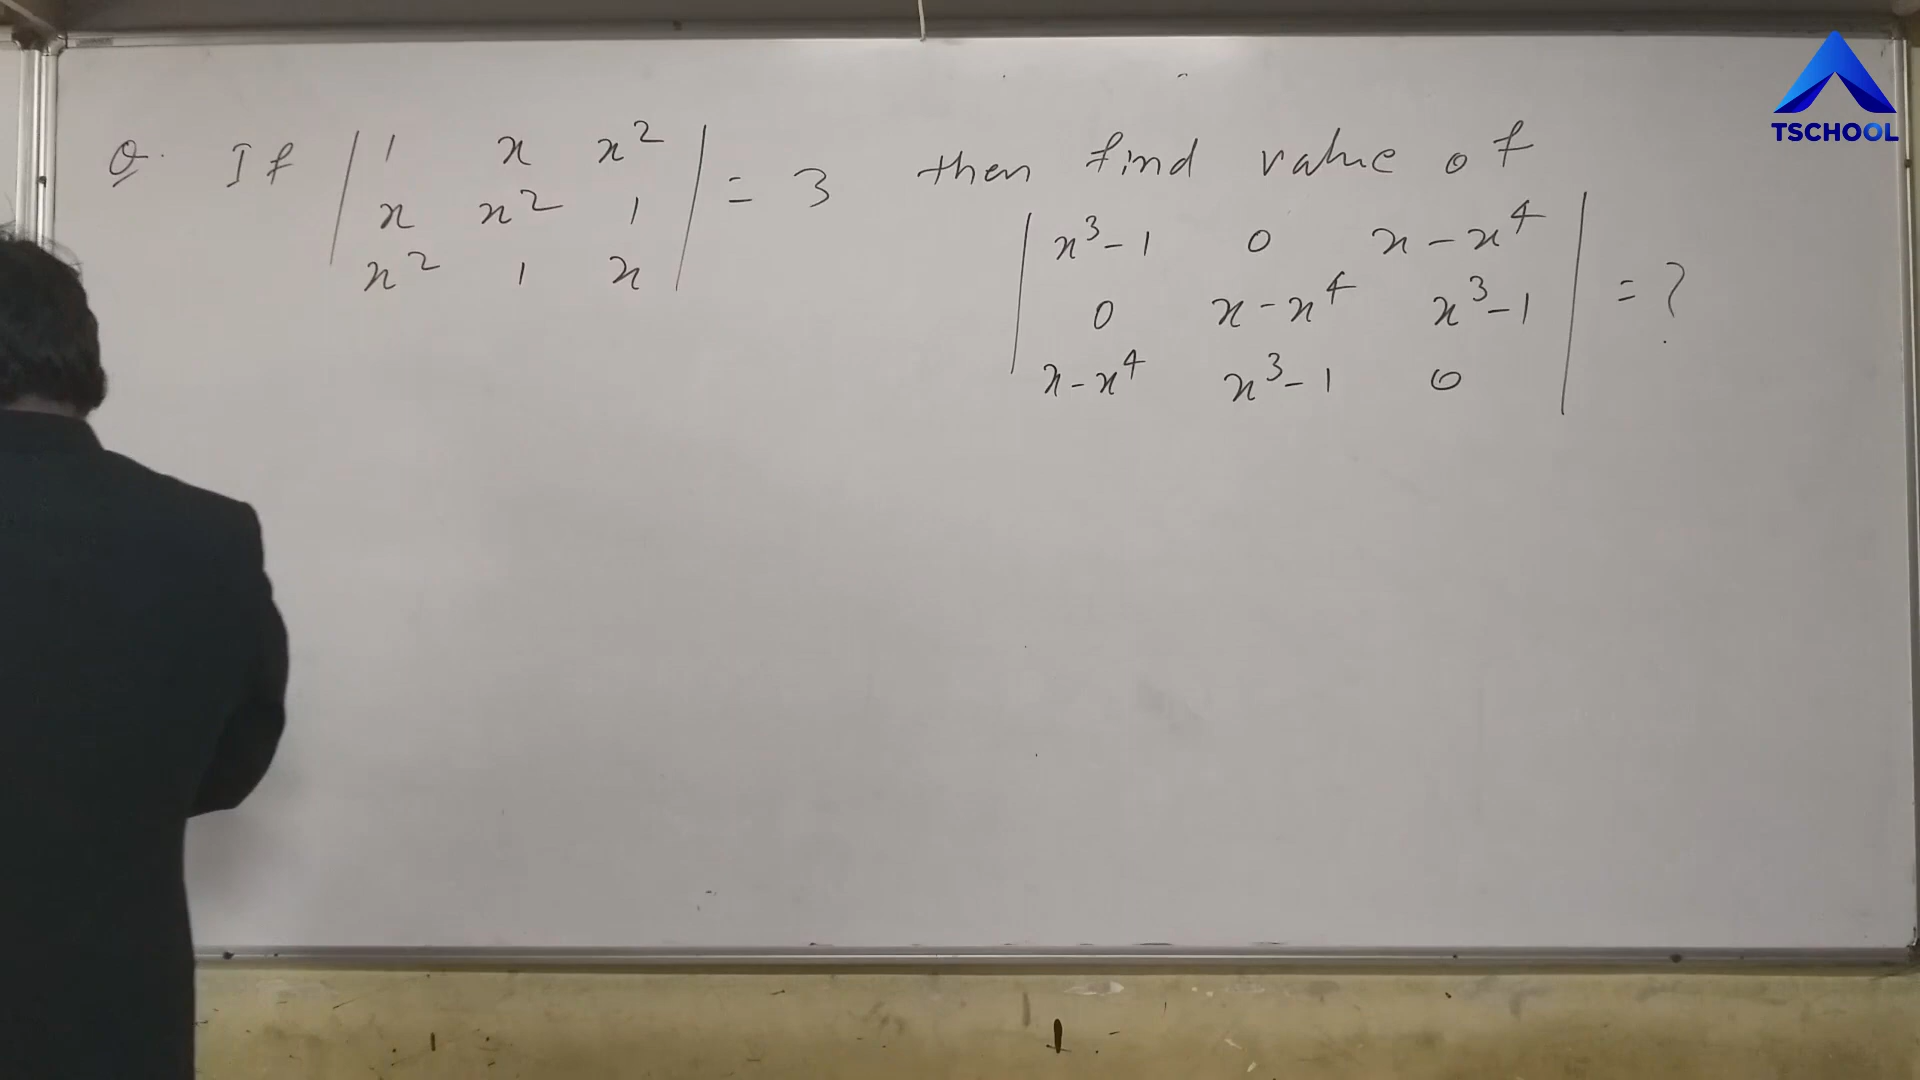 TSCHOOL
Q. If | 1 x x² | = 3 then find value of
| x x² 1 |
| x² 1 x |
| x³-1 0 x-x⁴ |
| 0 x-x⁴ x³-1 | = ?
| x-x⁴ x³-1 0 |